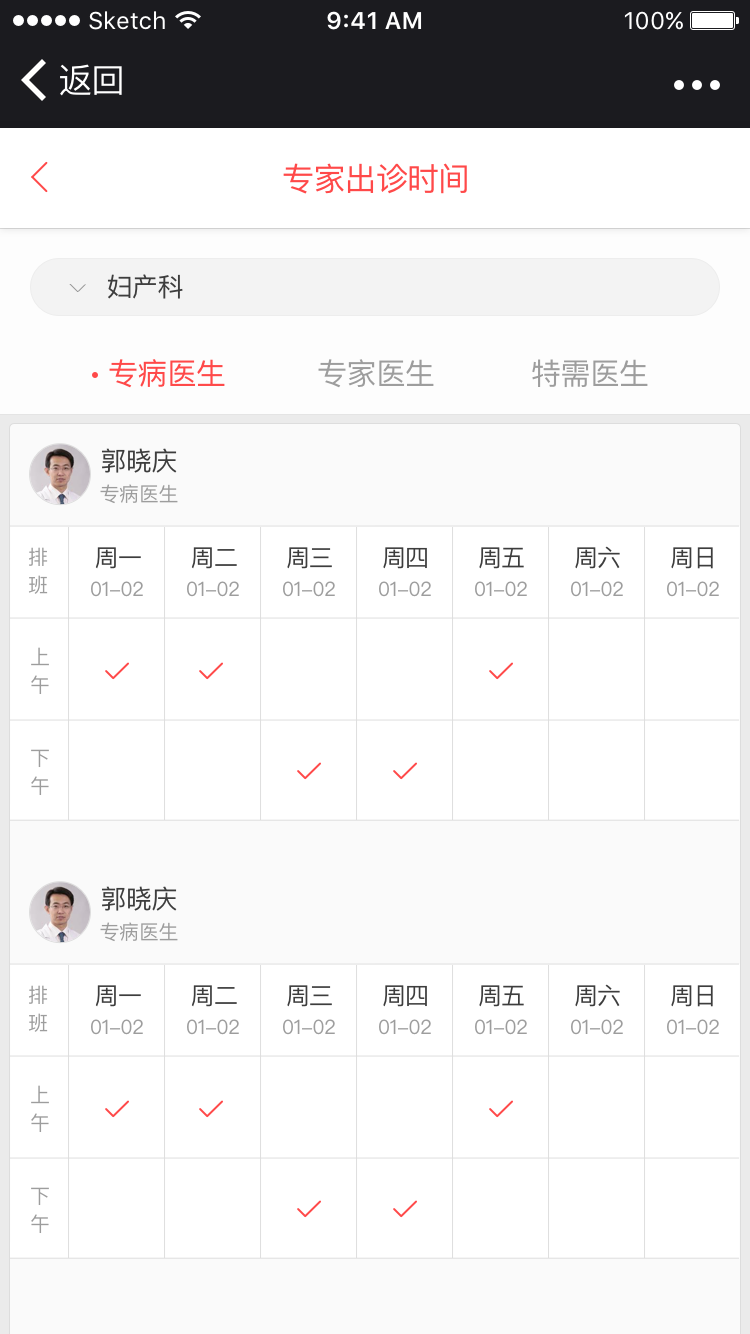 Sketch 9:41 AM 100%
返回
专家出诊时间
妇产科
专病医生 专家医生 特需医生
郭晓庆
专病医生
排班 周一 周二 周三 周四 周五 周六 周日
01–02 01–02 01–02 01–02 01–02 01–02 01–02
上午
下午
郭晓庆
专病医生
排班 周一 周二 周三 周四 周五 周六 周日
01–02 01–02 01–02 01–02 01–02 01–02 01–02
上午
下午